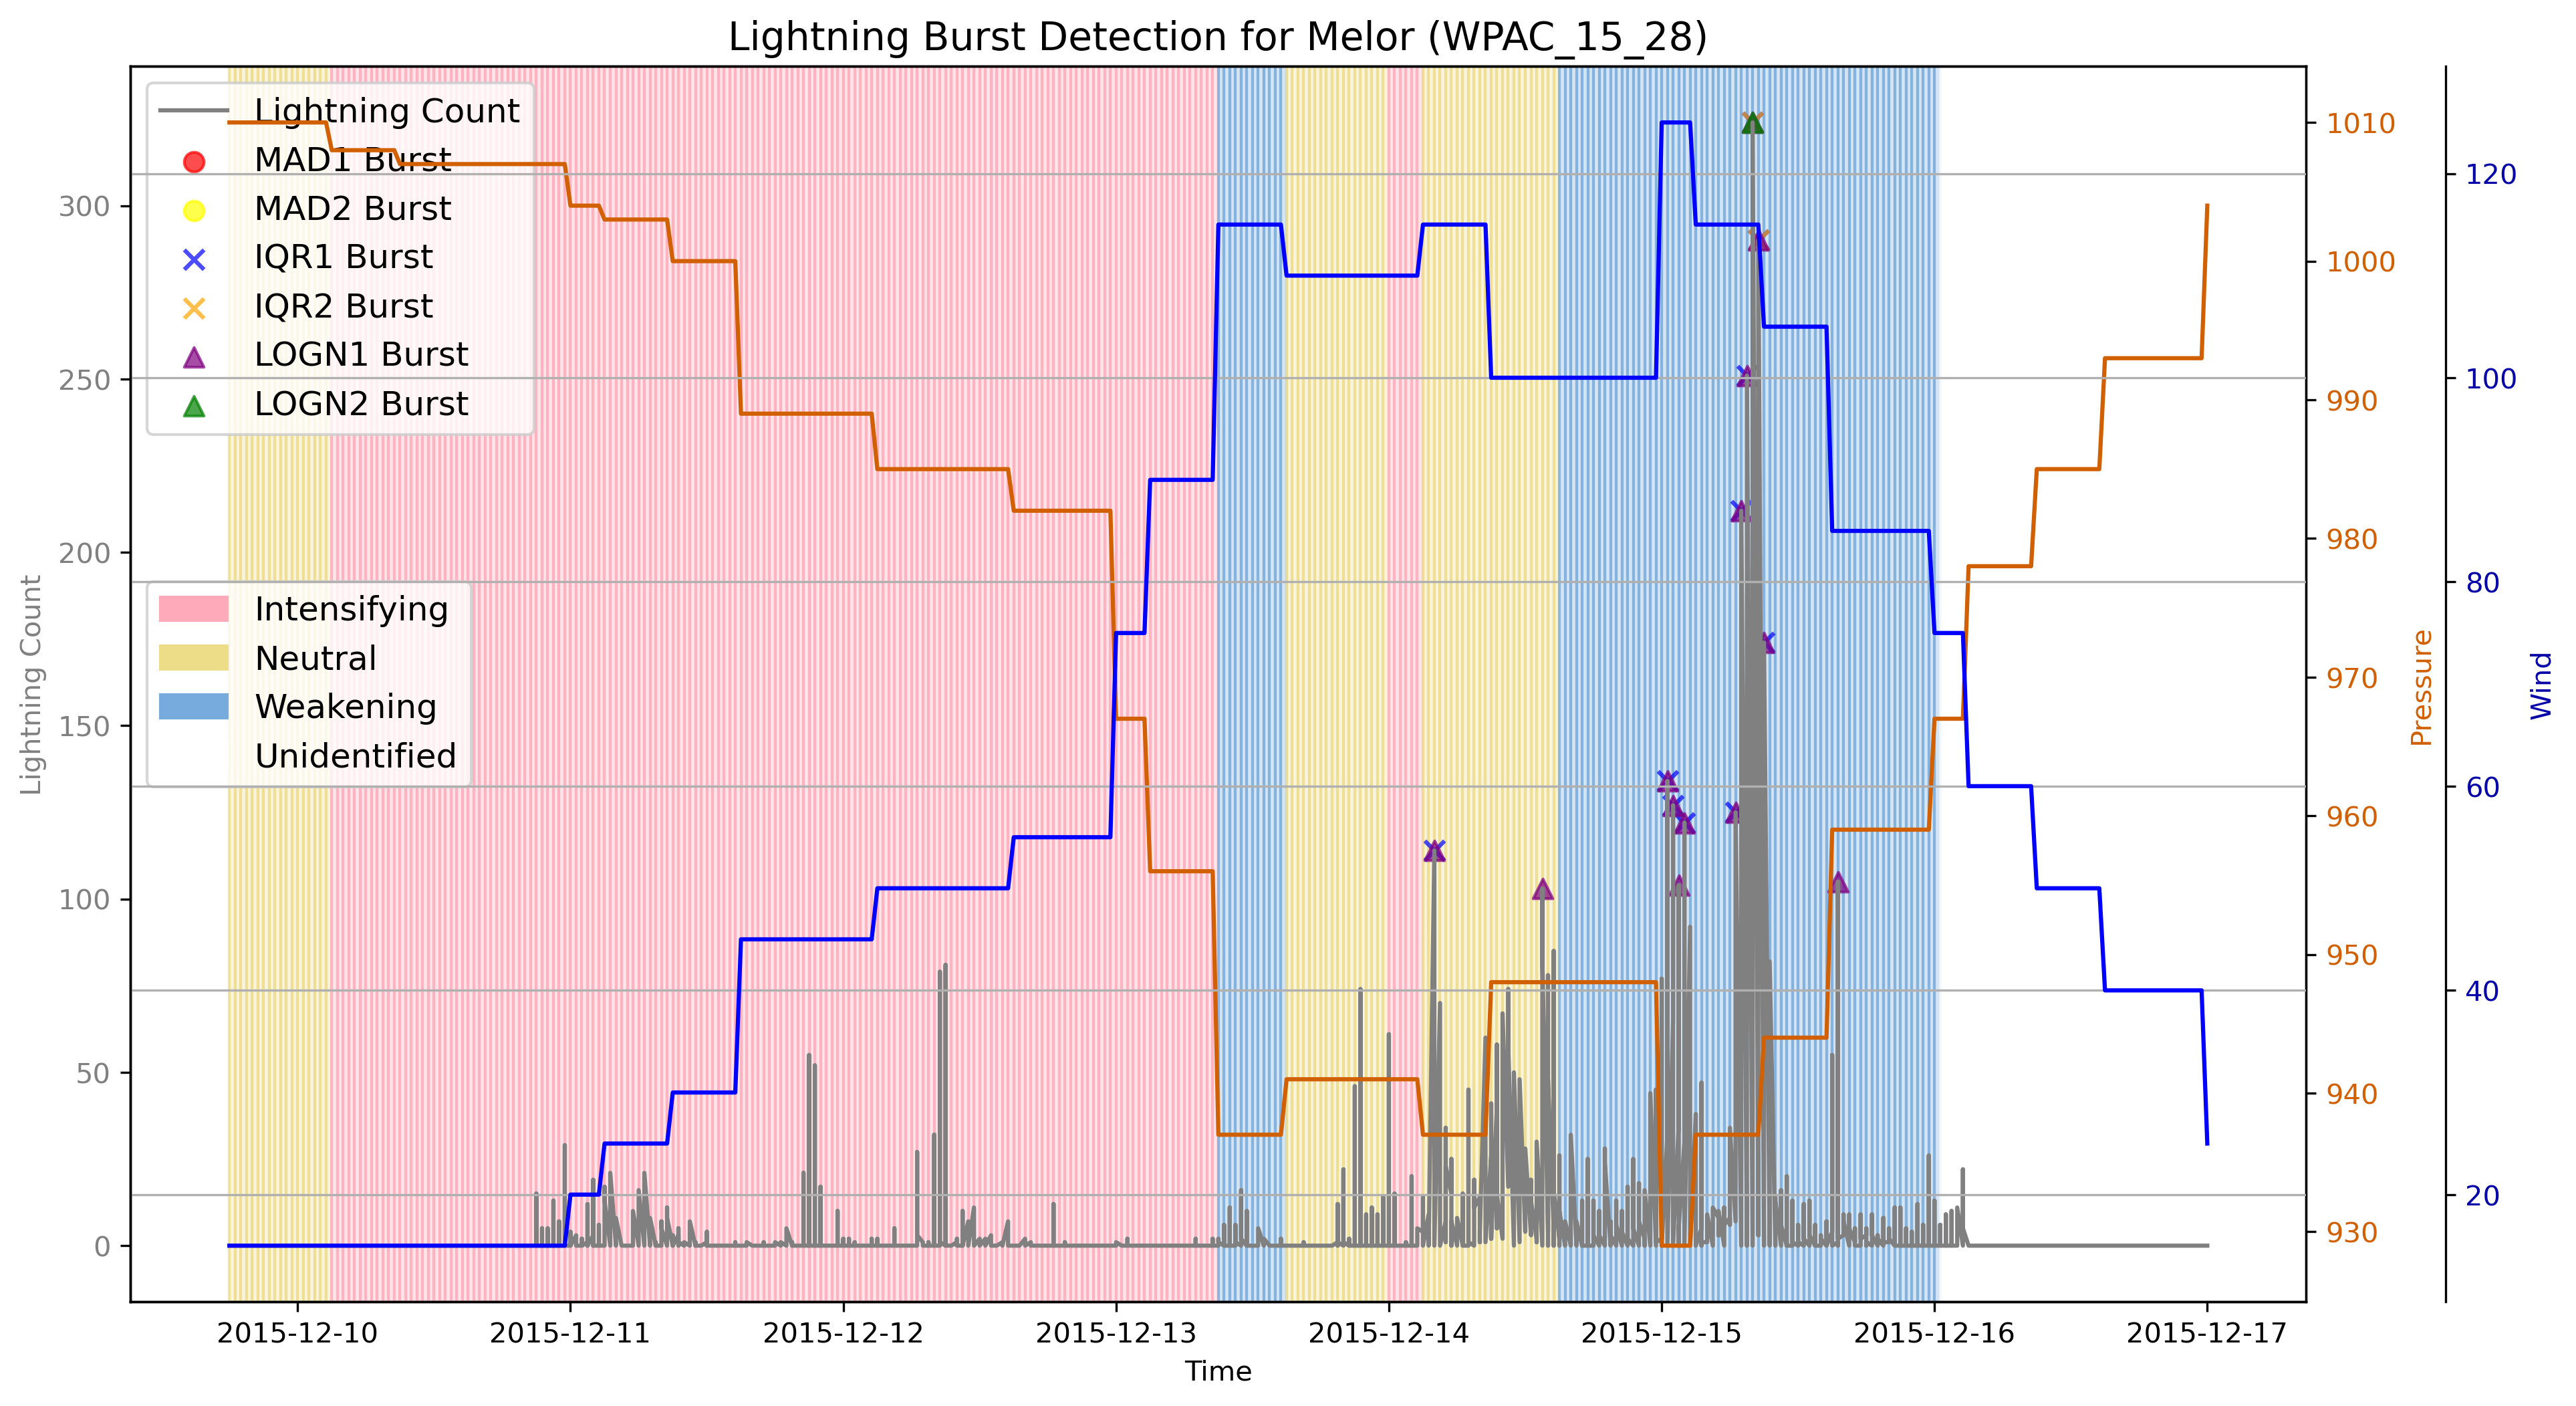 Lightning Burst Detection for Melor (WPAC_15_28)
Lightning Count
MAD1 Burst
MAD2 Burst
IQR1 Burst
IQR2 Burst
LOGN1 Burst
LOGN2 Burst
Intensifying
Neutral
Weakening
Unidentified
Lightning Count
300
250
200
150
100
50
0
1010
1000
990
980
970
960
950
940
930
Pressure
120
100
80
60
40
20
Wind
2015-12-10
2015-12-11
2015-12-12
2015-12-13
2015-12-14
2015-12-15
2015-12-16
2015-12-17
Time